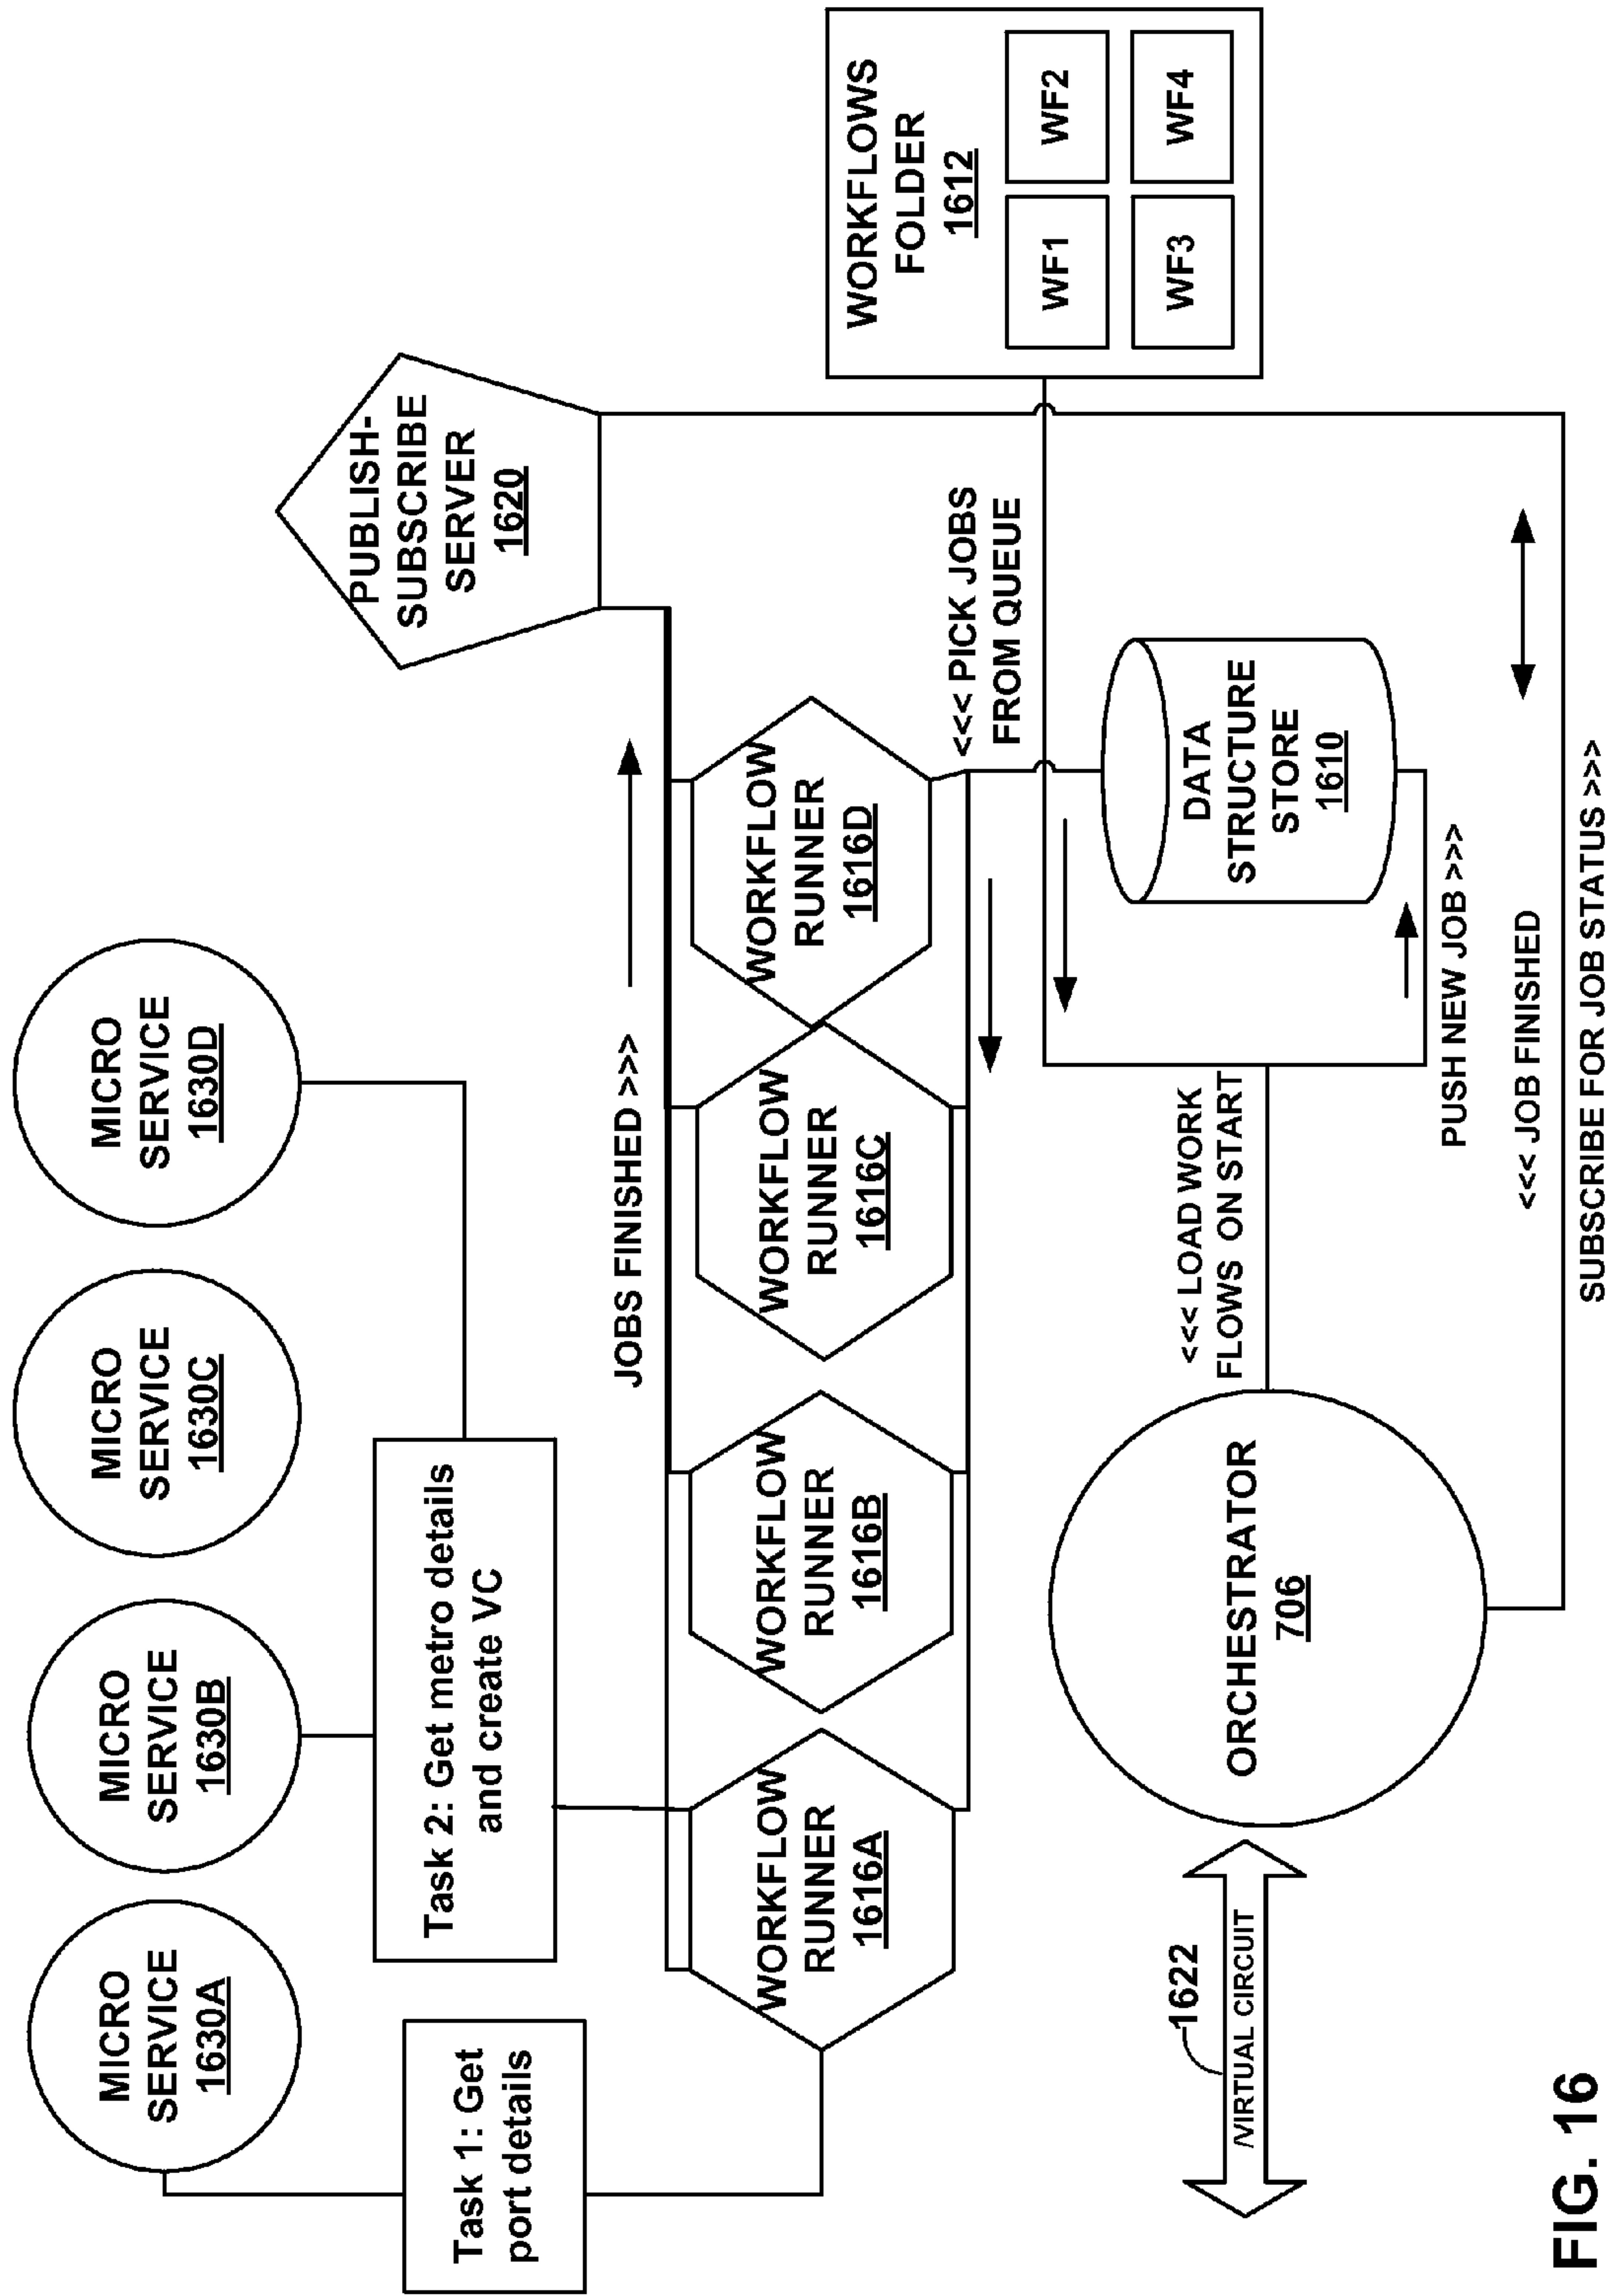 MICRO
SERVICE
1630A
MICRO
SERVICE
1630B
MICRO
SERVICE
1630C
MICRO
SERVICE
1630D
Task 1: Get
port details
Task 2: Get metro details
and create VC
PUBLISH-
SUBSCRIBE
SERVER
1620
JOBS FINISHED >>>
WORKFLOW
RUNNER
1616A
WORKFLOW
RUNNER
1616B
WORKFLOW
RUNNER
1616C
WORKFLOW
RUNNER
1616D
<<< PICK JOBS
FROM QUEUE
WORKFLOWS
FOLDER
1612
WF1
WF2
WF3
WF4
1622
/VIRTUAL CIRCUIT
ORCHESTRATOR
706
<<< LOAD WORK
FLOWS ON START
DATA
STRUCTURE
STORE
1610
PUSH NEW JOB >>>
<<< JOB FINISHED
SUBSCRIBE FOR JOB STATUS >>>
FIG. 16